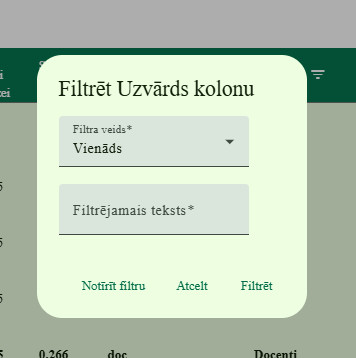 Filtrēt Uzvārds kolonu
Filtra veids*
Vienāds
Filtrējamais teksts*
Notīrīt filtru Atcelt Filtrēt
0.266 doc. Docenti